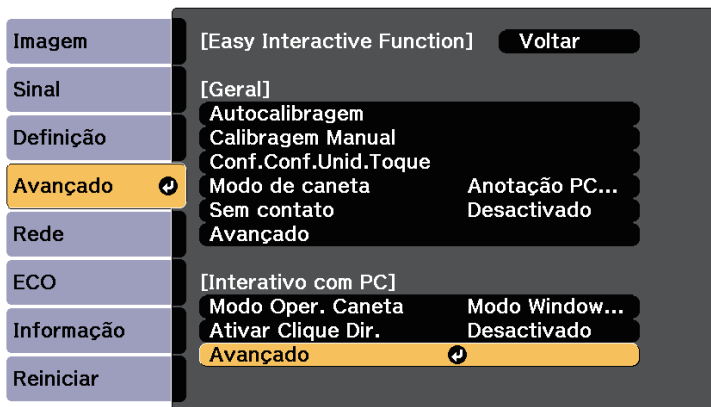 Imagem
Sinal
Definição
Avançado
Rede
ECO
Informação
Reiniciar
[Easy Interactive Function] Voltar
[Geral]
Autocalibragem
Calibragem Manual
Conf.Conf.Unid.Toque
Modo de caneta Anotação PC...
Sem contato Desactivado
Avançado
[Interativo com PC]
Modo Oper. Caneta Modo Window...
Ativar Clique Dir. Desactivado
Avançado